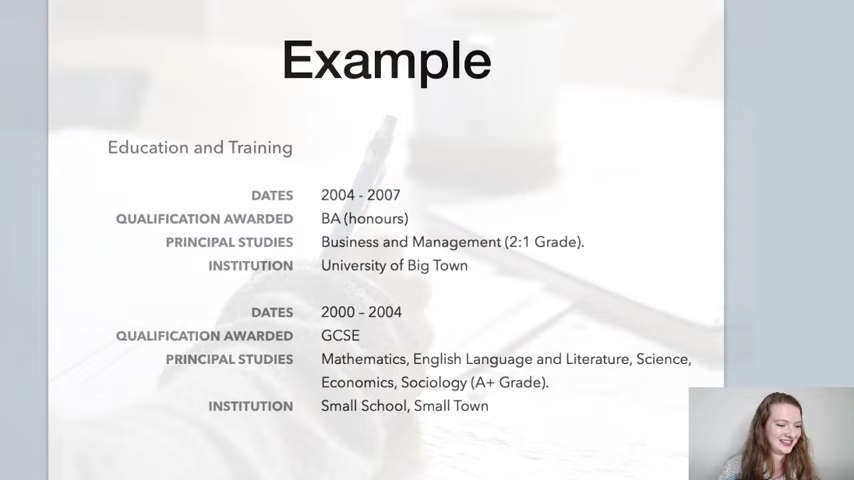 Example
Education and Training
DATES 2004 - 2007
QUALIFICATION AWARDED BA (honours)
PRINCIPAL STUDIES Business and Management (2:1 Grade).
INSTITUTION University of Big Town
DATES 2000 – 2004
QUALIFICATION AWARDED GCSE
PRINCIPAL STUDIES Mathematics, English Language and Literature, Science,
Economics, Sociology (A+ Grade).
INSTITUTION Small School, Small Town